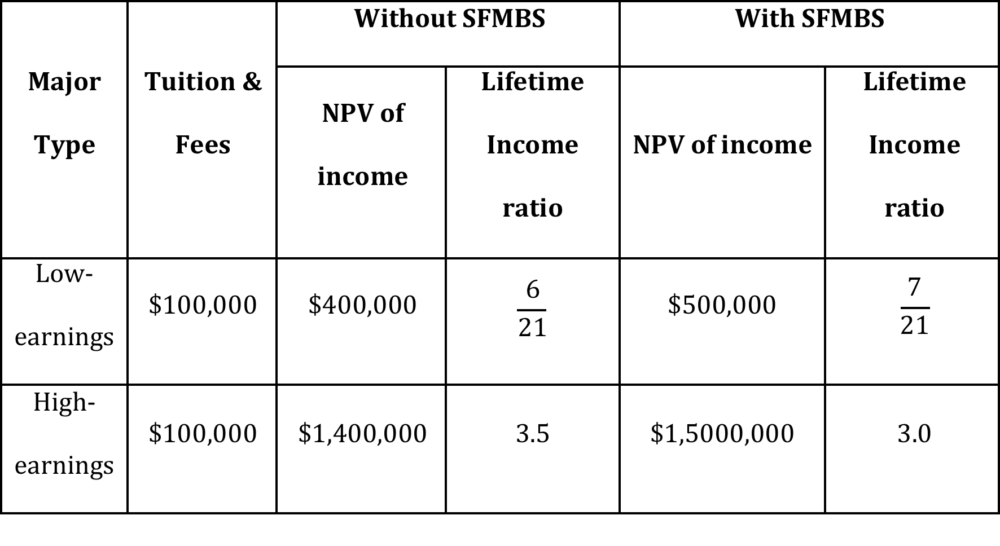 Without SFMBS
With SFMBS
Major
Type
Tuition &
Fees
NPV of
income
Lifetime
Income
ratio
NPV of income
Lifetime
Income
ratio
Low-
earnings
$100,000
$400,000
6
21
$500,000
7
21
High-
earnings
$100,000
$1,400,000
3.5
$1,5000,000
3.0